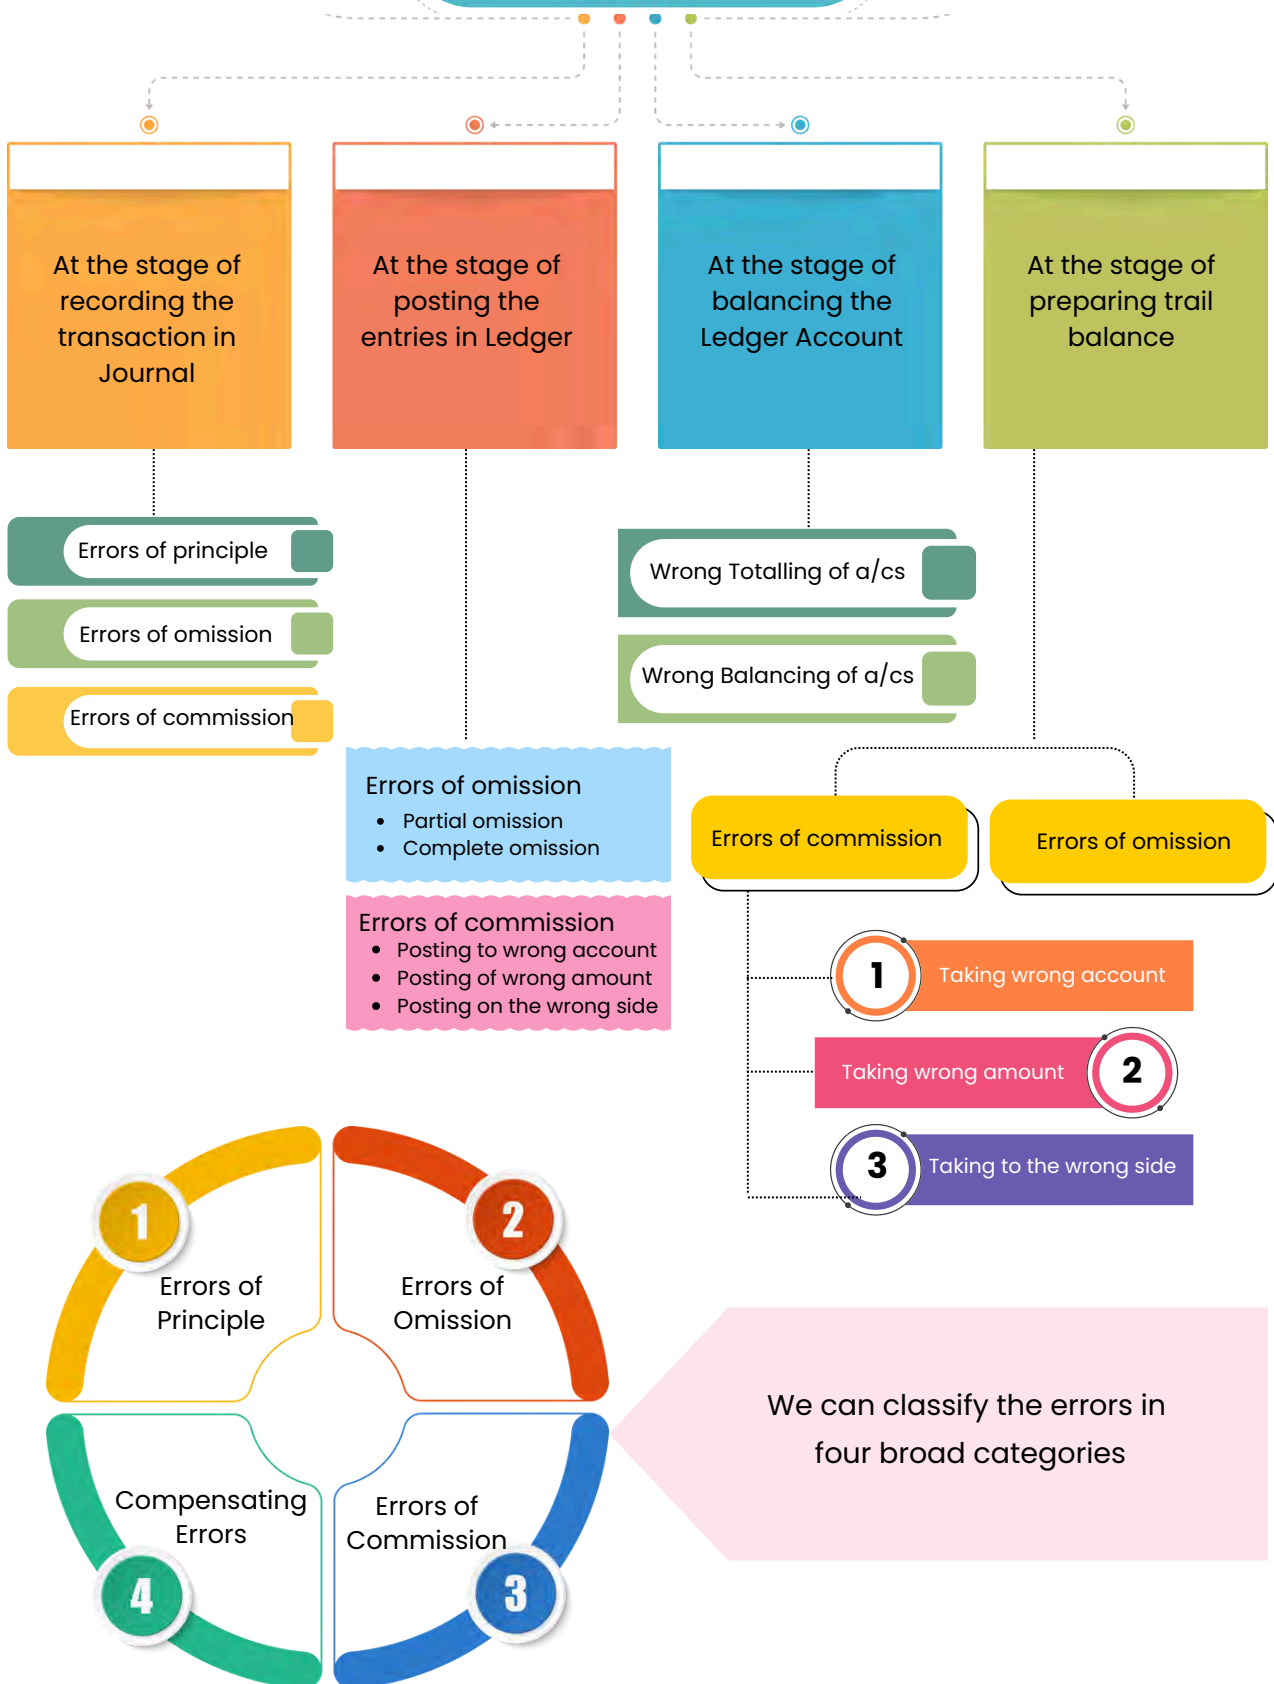 At the stage of
recording the
transaction in
Journal
At the stage of
posting the
entries in Ledger
At the stage of
balancing the
Ledger Account
At the stage of
preparing trail
balance
Errors of principle
Errors of omission
Errors of commission
Errors of omission
• Partial omission
• Complete omission
Errors of commission
• Posting to wrong account
• Posting of wrong amount
• Posting on the wrong side
Wrong Totalling of a/cs
Wrong Balancing of a/cs
Errors of commission
Errors of omission
1 Taking wrong account
Taking wrong amount 2
3 Taking to the wrong side
1
Errors of
Principle
2
Errors of
Omission
Errors of
Commission
3
Compensating
Errors
4
We can classify the errors in
four broad categories